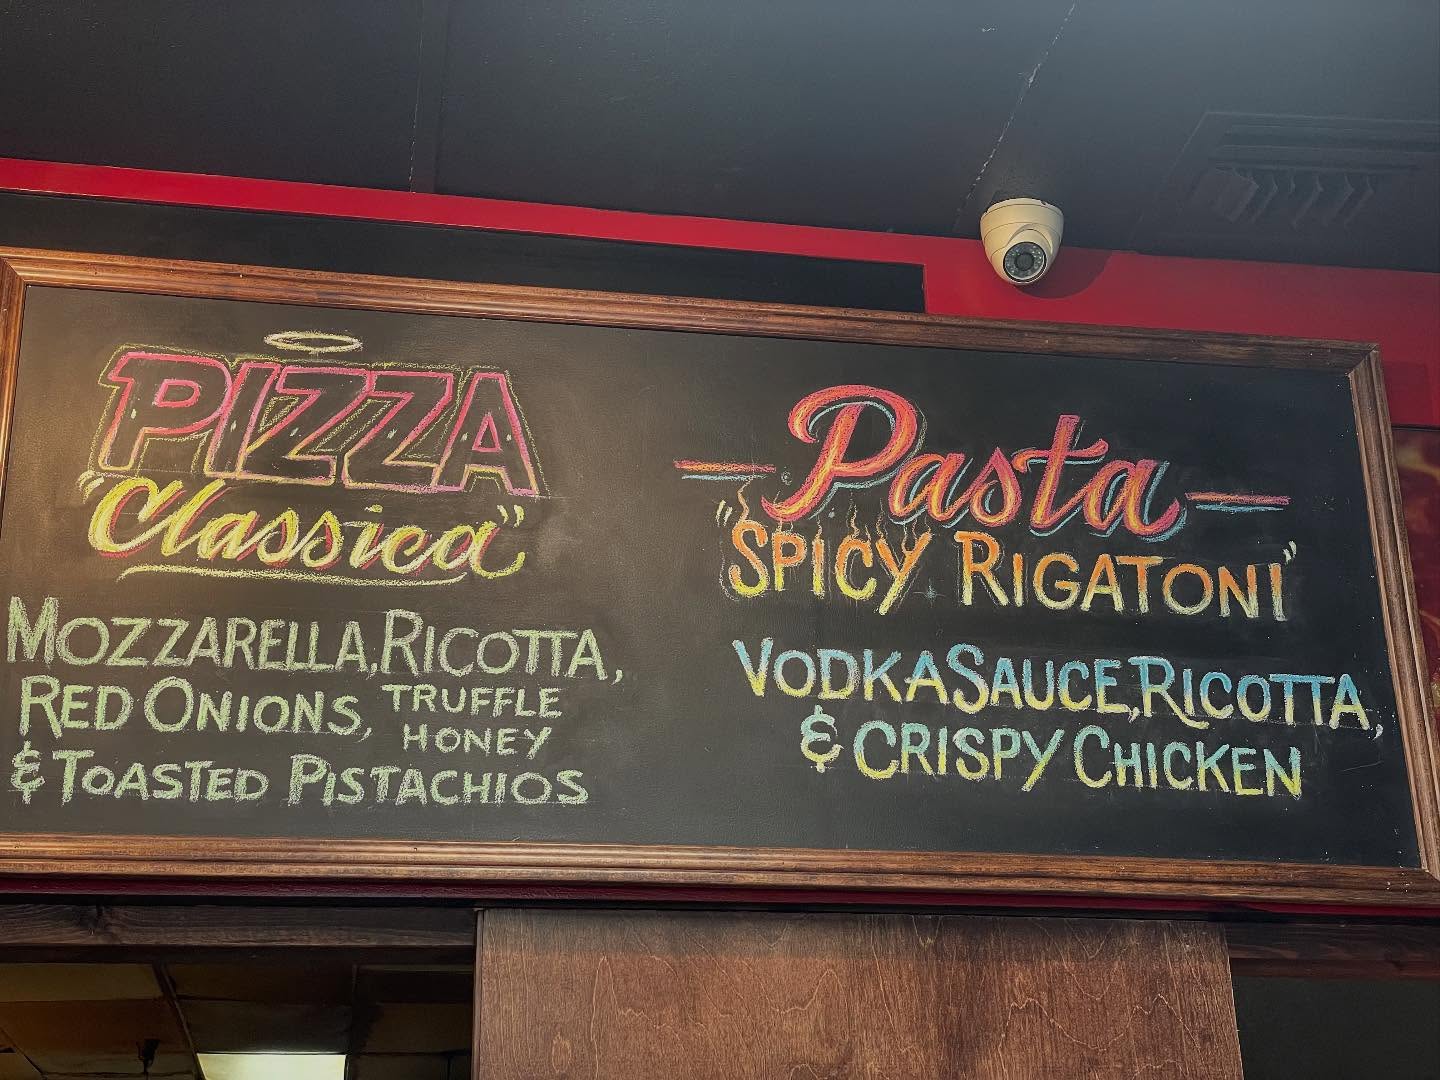 PIZZA
"Classica"
MOZZARELLA, RICOTTA,
RED ONIONS, TRUFFLE
HONEY
& TOASTED PISTACHIOS
Pasta
"SPICY RIGATONI"
VODKA SAUCE, RICOTTA,
& CRISPY CHICKEN